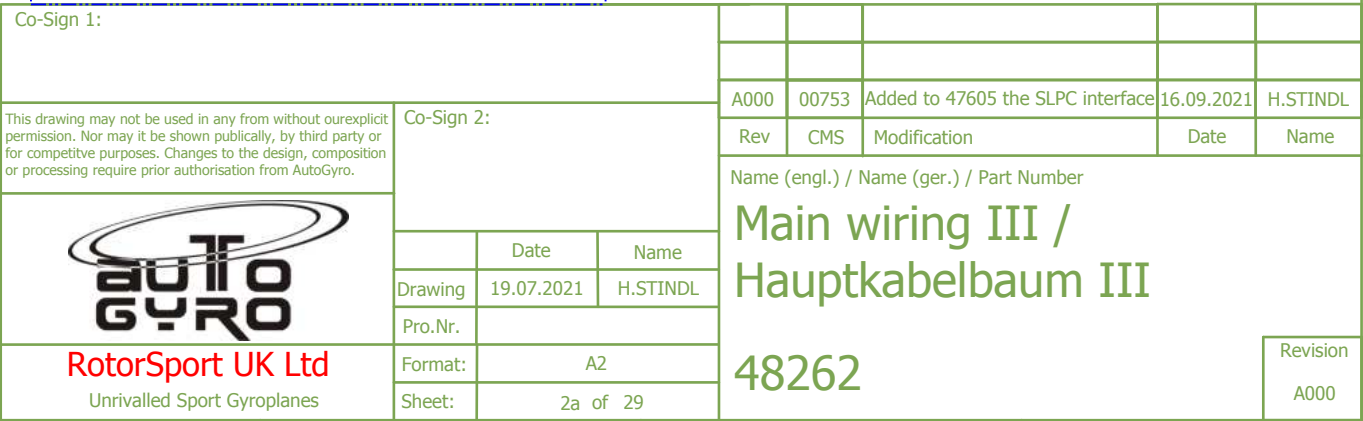 Co-Sign 1:
This drawing may not be used in any from without ourexplicit
permission. Nor may it be shown publically, by third party or
for competitve purposes. Changes to the design, composition
or processing require prior authorisation from AutoGyro.
Co-Sign 2:
AUTO
GYRO
RotorSport UK Ltd
Unrivalled Sport Gyroplanes
Date Name
Drawing 19.07.2021 H.STINDL
Pro.Nr.
Format: A2
Sheet: 2a of 29
A000 00753 Added to 47605 the SLPC interface 16.09.2021 H.STINDL
Rev CMS Modification Date Name
Name (engl.) / Name (ger.) / Part Number
Main wiring III /
Hauptkabelbaum III
48262
Revision
A000